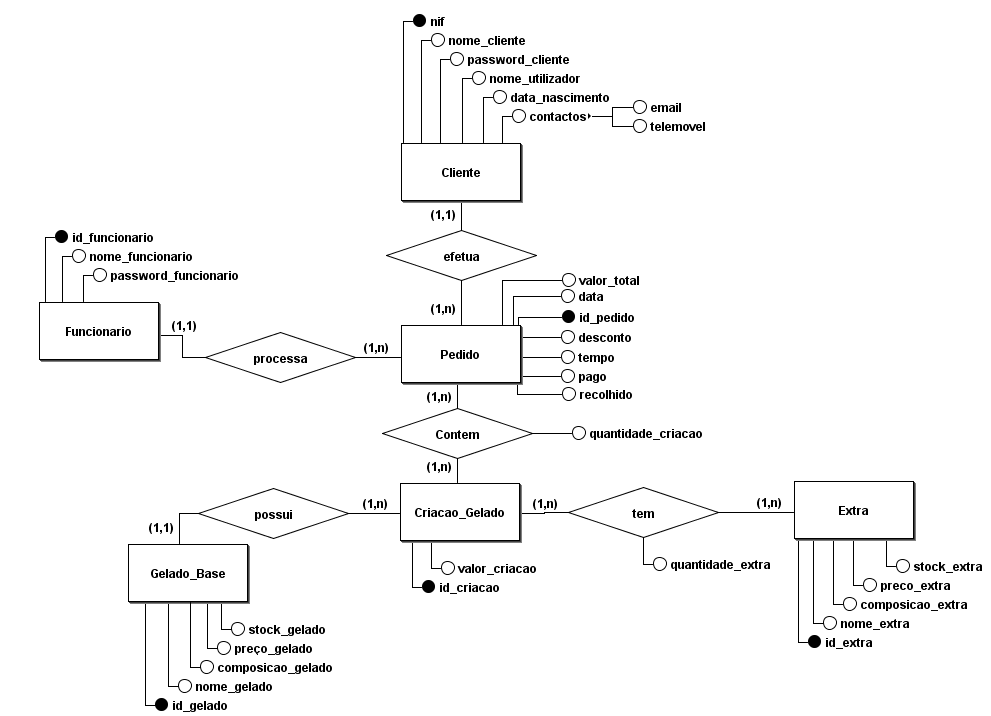 nif
nome_cliente
password_cliente
nome_utilizador
data_nascimento
contactos
email
telemovel
Cliente
(1,1)
efetua
(1,n)
id_funcionario
nome_funcionario
password_funcionario
Funcionario
(1,1)
processa
(1,n)
Pedido
valor_total
data
id_pedido
desconto
tempo
pago
recolhido
(1,n)
Contem
quantidade_criacao
(1,n)
possui
(1,n)
Criacao_Gelado
(1,n)
tem
(1,n)
Extra
(1,1)
Gelado_Base
valor_criacao
id_criacao
quantidade_extra
stock_extra
preco_extra
composicao_extra
nome_extra
id_extra
stock_gelado
preço_gelado
composicao_gelado
nome_gelado
id_gelado